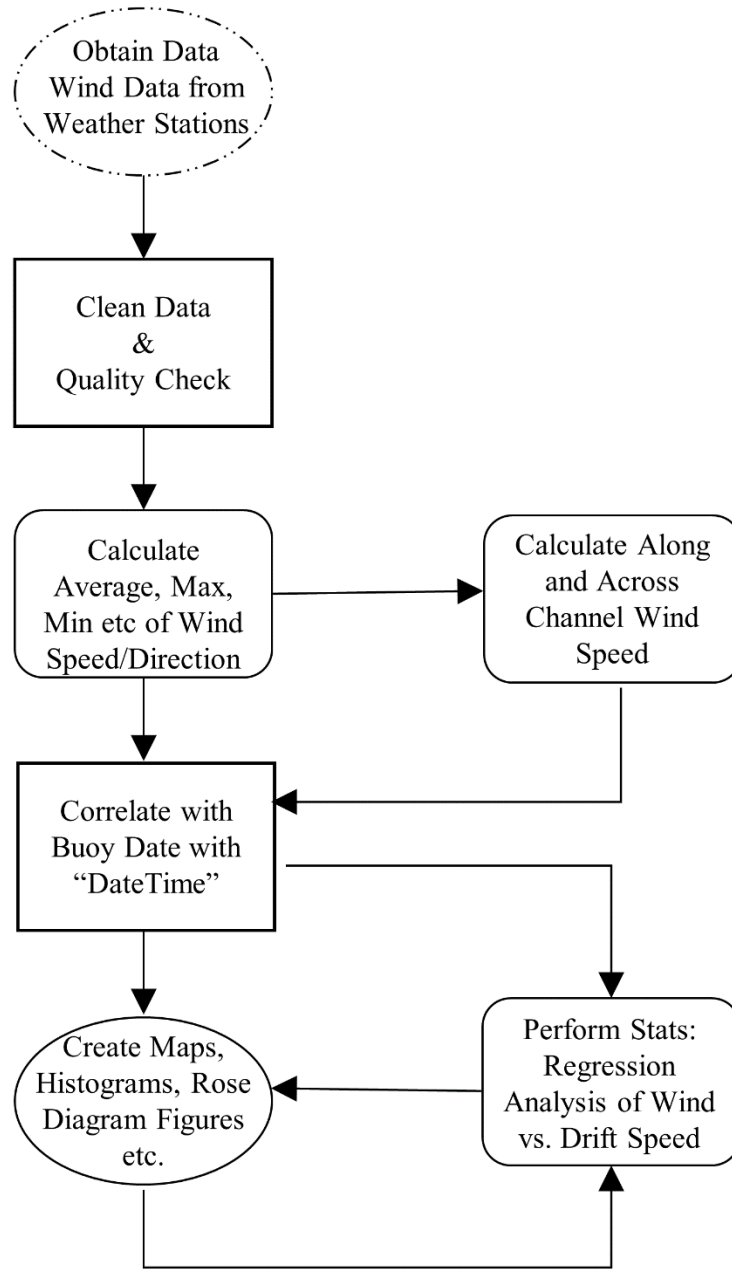 Obtain Data
Wind Data from
Weather Stations
Clean Data
&
Quality Check
Calculate
Average, Max,
Min etc of Wind
Speed/Direction
Calculate Along
and Across
Channel Wind
Speed
Correlate with
Buoy Date with
“DateTime”
Create Maps,
Histograms, Rose
Diagram Figures
etc.
Perform Stats:
Regression
Analysis of Wind
vs. Drift Speed